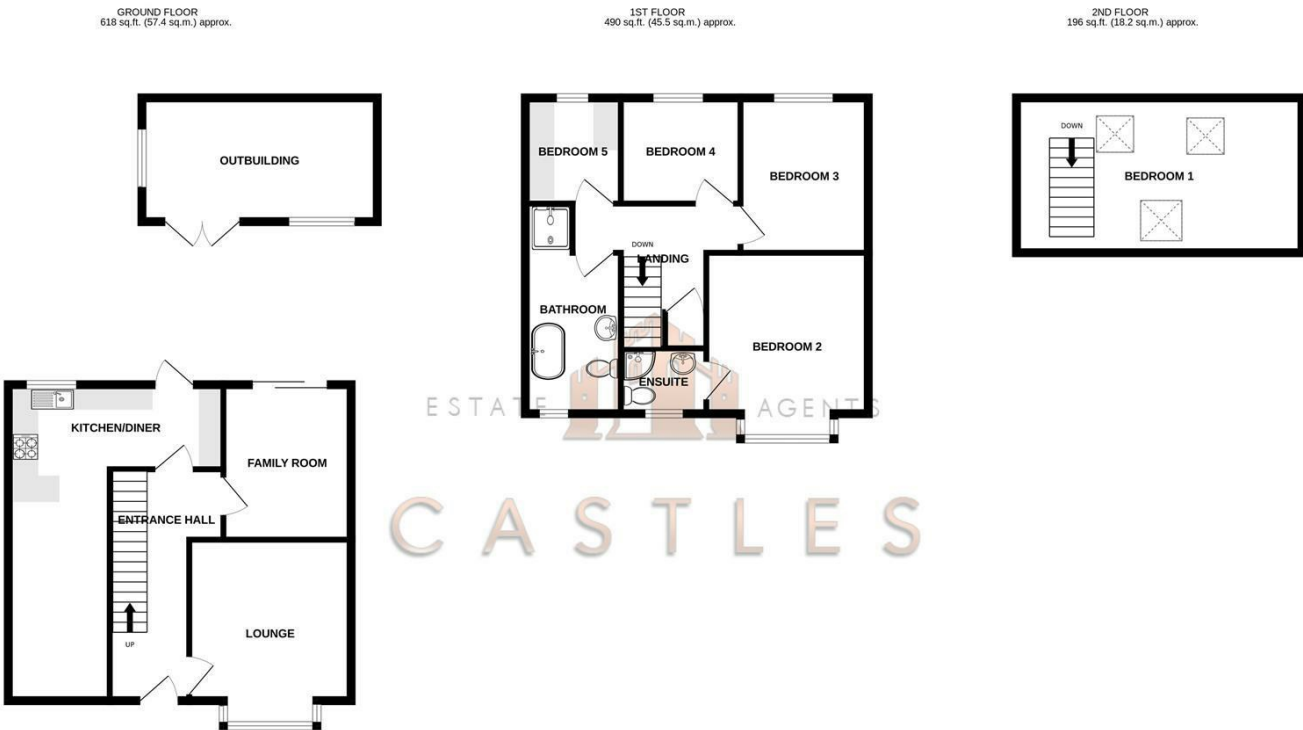 GROUND FLOOR
618 sq.ft. (57.4 sq.m.) approx.
1ST FLOOR
490 sq.ft. (45.5 sq.m.) approx.
2ND FLOOR
196 sq.ft. (18.2 sq.m.) approx.
OUTBUILDING
KITCHEN/DINER
FAMILY ROOM
ENTRANCE HALL
UP
LOUNGE
BEDROOM 5
BEDROOM 4
BEDROOM 3
DOWN
LANDING
BATHROOM
BEDROOM 2
ENSUITE
DOWN
BEDROOM 1
ESTATE AGENTS
CASTLES